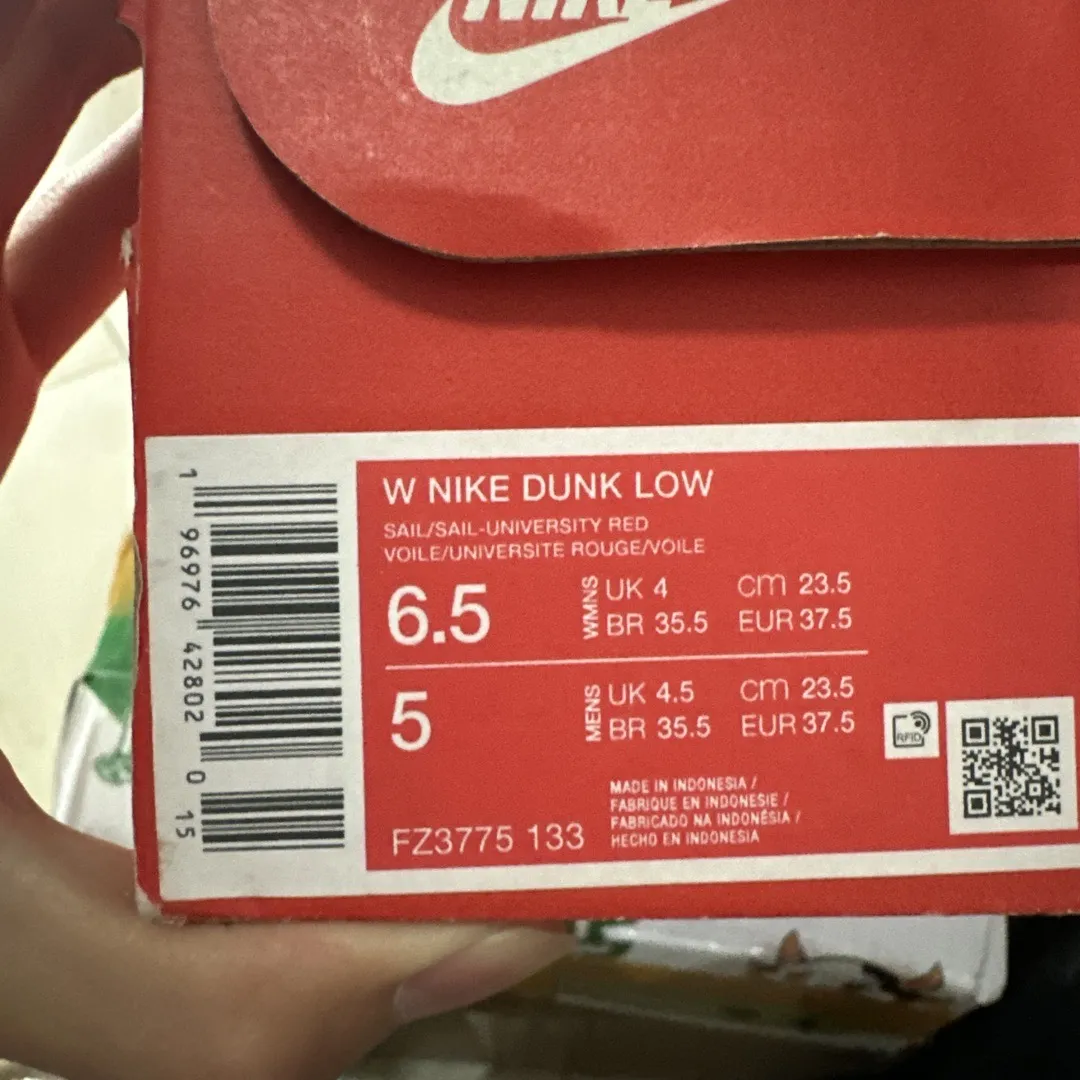 NIKE
W NIKE DUNK LOW
SAIL/SAIL-UNIVERSITY RED
VOILE/UNIVERSITE ROUGE/VOILE
6.5
WMNS
UK 4 cm 23.5
BR 35.5 EUR 37.5
5
MENS
UK 4.5 cm 23.5
BR 35.5 EUR 37.5
RFID
MADE IN INDONESIA /
FABRIQUE EN INDONESIE /
FABRICADO NA INDONÉSIA /
HECHO EN INDONESIA
FZ3775 133
1 96976 42802 0 15